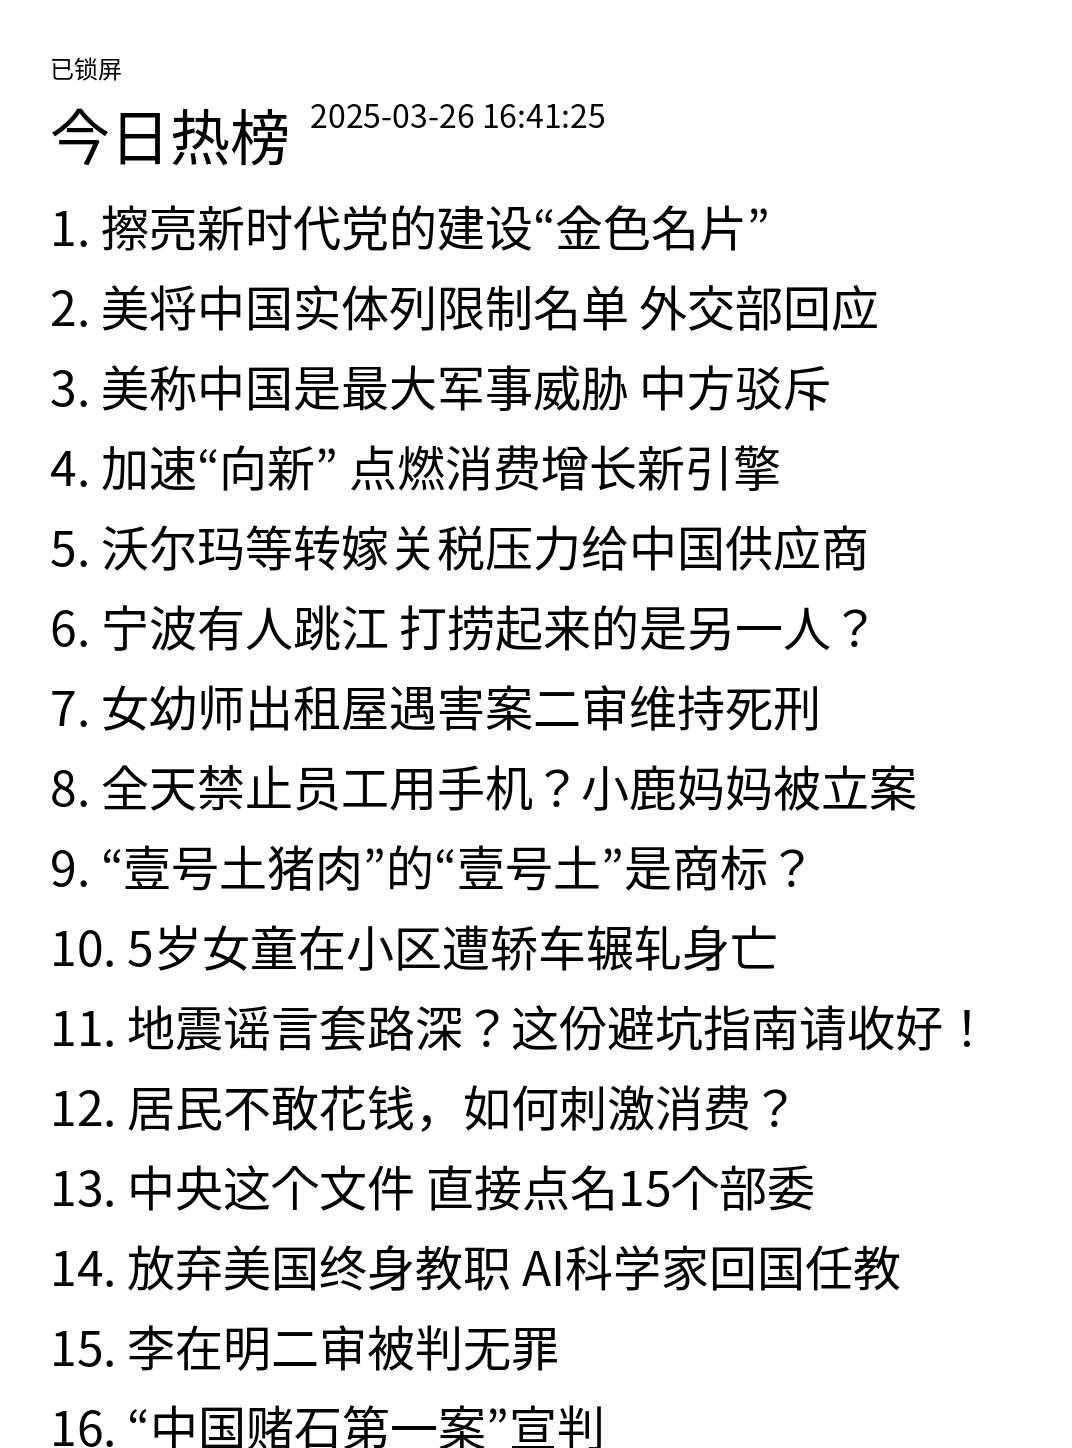 已锁屏
今日热榜 2025-03-26 16:41:25
1. 擦亮新时代党的建设“金色名片”
2. 美将中国实体列限制名单 外交部回应
3. 美称中国是最大军事威胁 中方驳斥
4. 加速“向新” 点燃消费增长新引擎
5. 沃尔玛等转嫁关税压力给中国供应商
6. 宁波有人跳江 打捞起来的是另一人？
7. 女幼师出租屋遇害案二审维持死刑
8. 全天禁止员工用手机？小鹿妈妈被立案
9. “壹号土猪肉”的“壹号土”是商标？
10. 5岁女童在小区遭轿车辗轧身亡
11. 地震谣言套路深？这份避坑指南请收好！
12. 居民不敢花钱，如何刺激消费？
13. 中央这个文件 直接点名15个部委
14. 放弃美国终身教职 AI科学家回国任教
15. 李在明二审被判无罪
16. “中国赌石第一案”宣判